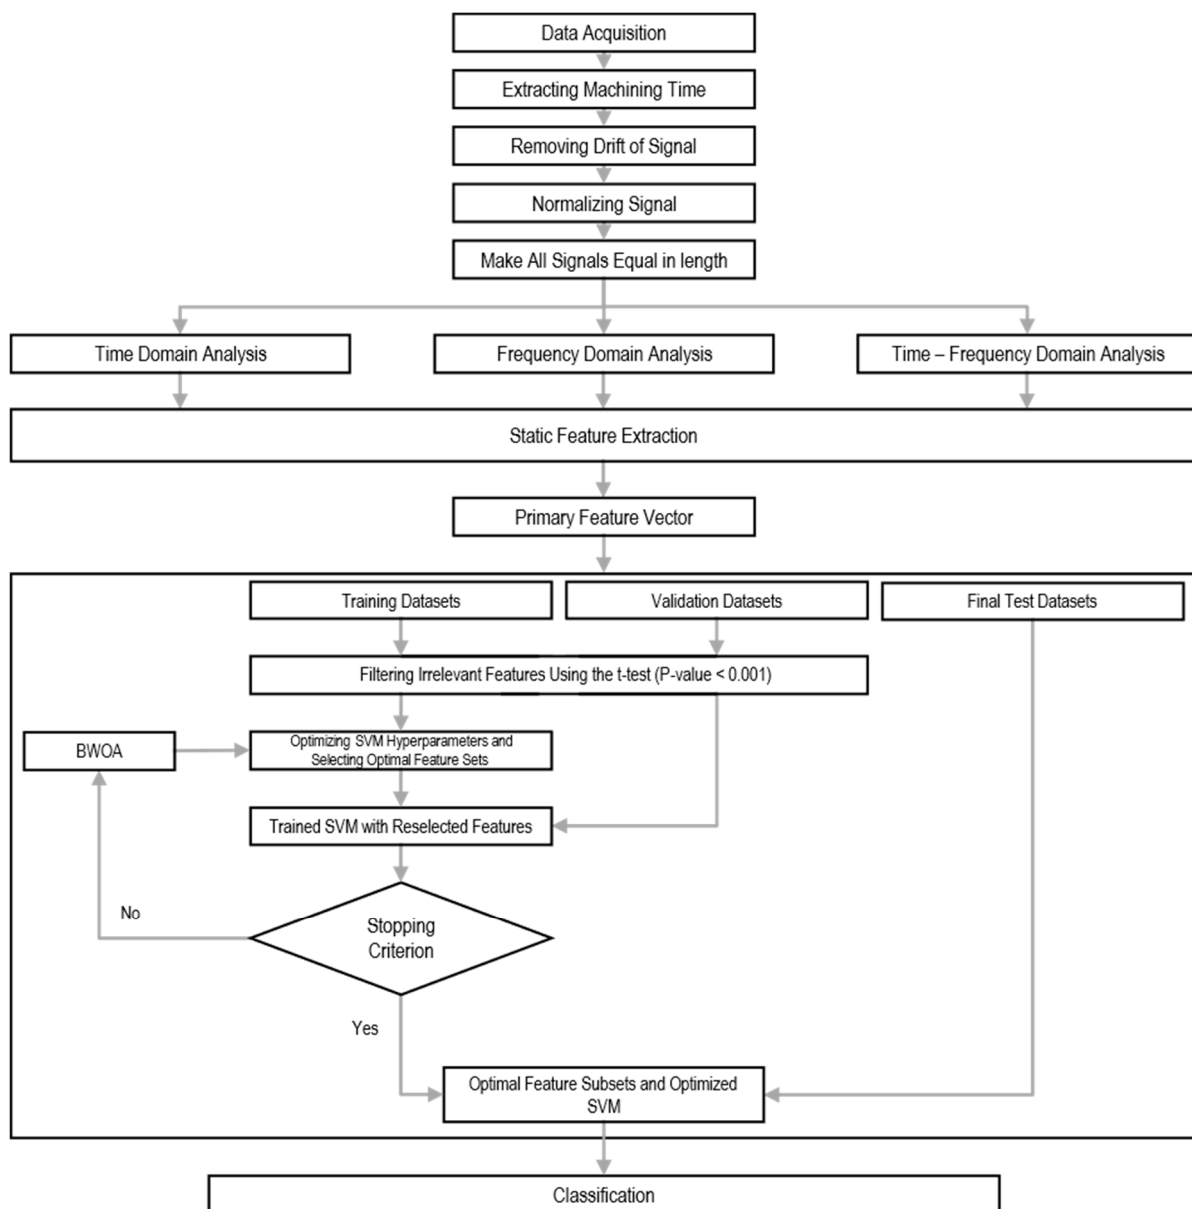 Data Acquisition
Extracting Machining Time
Removing Drift of Signal
Normalizing Signal
Make All Signals Equal in length
Time Domain Analysis
Frequency Domain Analysis
Time – Frequency Domain Analysis
Static Feature Extraction
Primary Feature Vector
Training Datasets
Validation Datasets
Final Test Datasets
Filtering Irrelevant Features Using the t-test (P-value < 0.001)
BWOA
Optimizing SVM Hyperparameters and
Selecting Optimal Feature Sets
Trained SVM with Reselected Features
No
Stopping
Criterion
Yes
Optimal Feature Subsets and Optimized
SVM
Classification